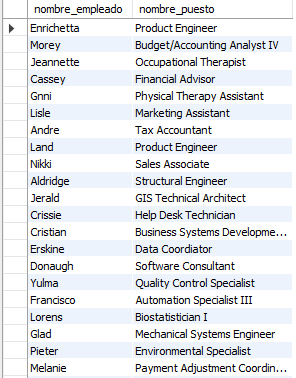 nombre_empleado nombre_puesto
Enrichetta Product Engineer
Morey Budget/Accounting Analyst IV
Jeannette Occupational Therapist
Cassey Financial Advisor
Gnni Physical Therapy Assistant
Lisle Marketing Assistant
Andre Tax Accountant
Land Product Engineer
Nikki Sales Associate
Aldridge Structural Engineer
Jerald GIS Technical Architect
Crissie Help Desk Technician
Cristian Business Systems Developme...
Erskine Data Coordiator
Donaugh Software Consultant
Yulma Quality Control Specialist
Francisco Automation Specialist III
Lorens Biostatistician I
Glad Mechanical Systems Engineer
Pieter Environmental Specialist
Melanie Payment Adjustment Coordin...